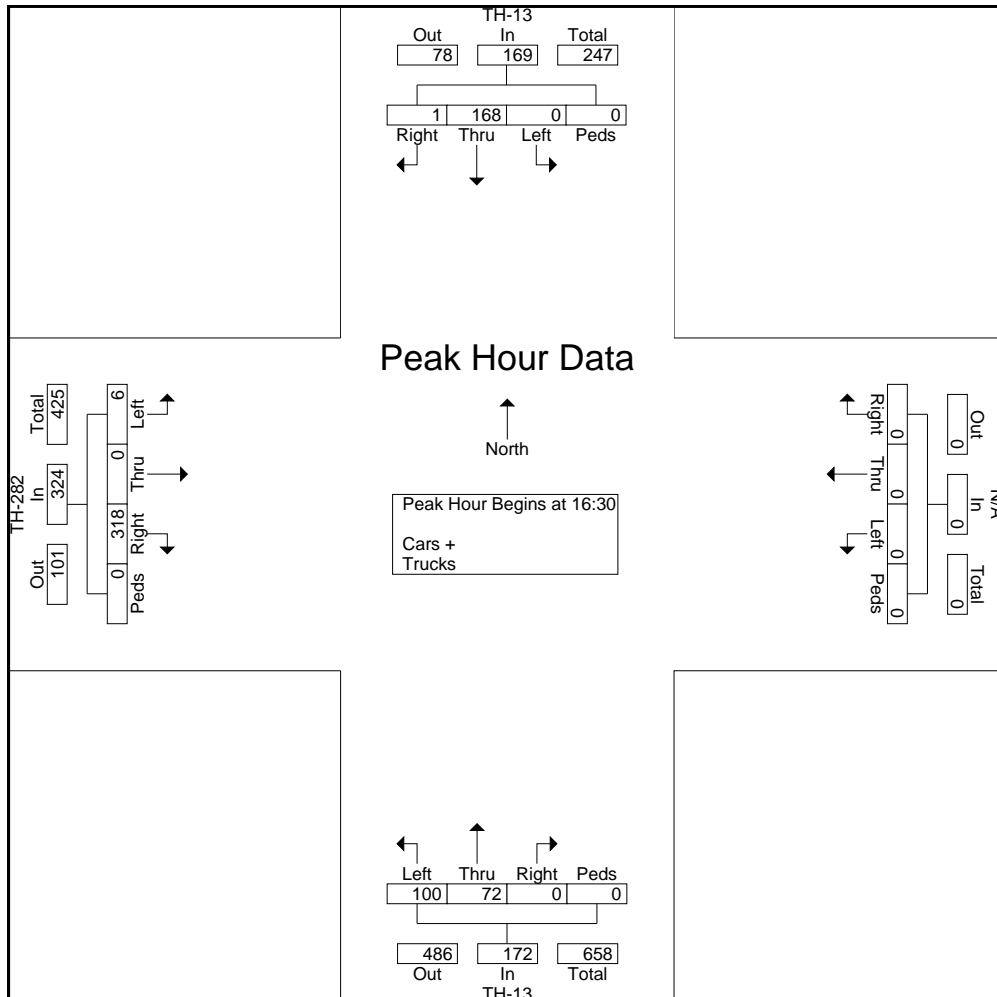 TH-13
Out In Total
78 169 247
1 168 0 0
Right Thru Left Peds
Peak Hour Data
North
Peak Hour Begins at 16:30
Cars +
Trucks
TH-282
Out In Total
101 324 425
0 318 0 6
Peds Right Thru Left
N/A
Out In Total
0 0 0
Right Thru Left Peds
0 0 0 0
Left Thru Right Peds
100 72 0 0
486 172 658
Out In Total
TH-13